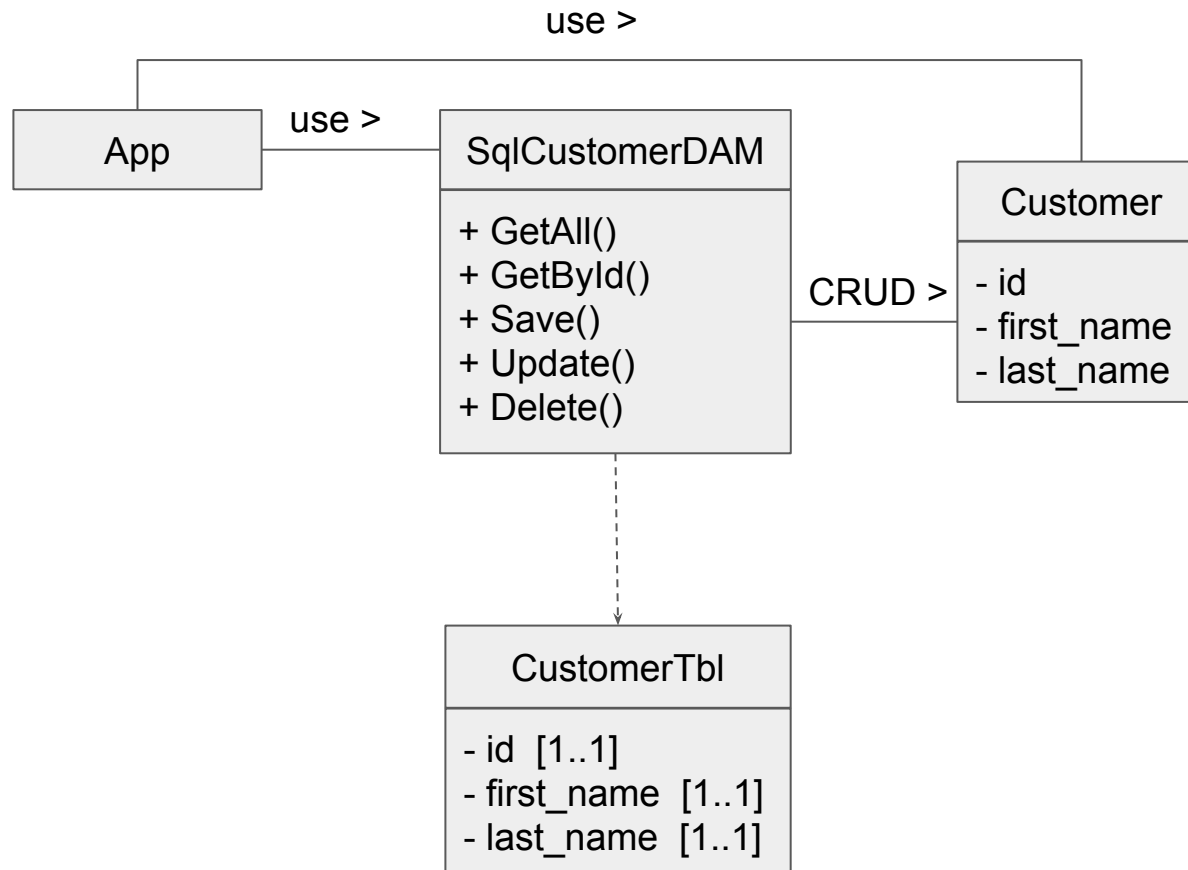 use >
App
use >
SqlCustomerDAM
+ GetAll()
+ GetById()
+ Save()
+ Update()
+ Delete()
CRUD >
Customer
- id
- first_name
- last_name
CustomerTbl
- id  [1..1]
- first_name  [1..1]
- last_name  [1..1]